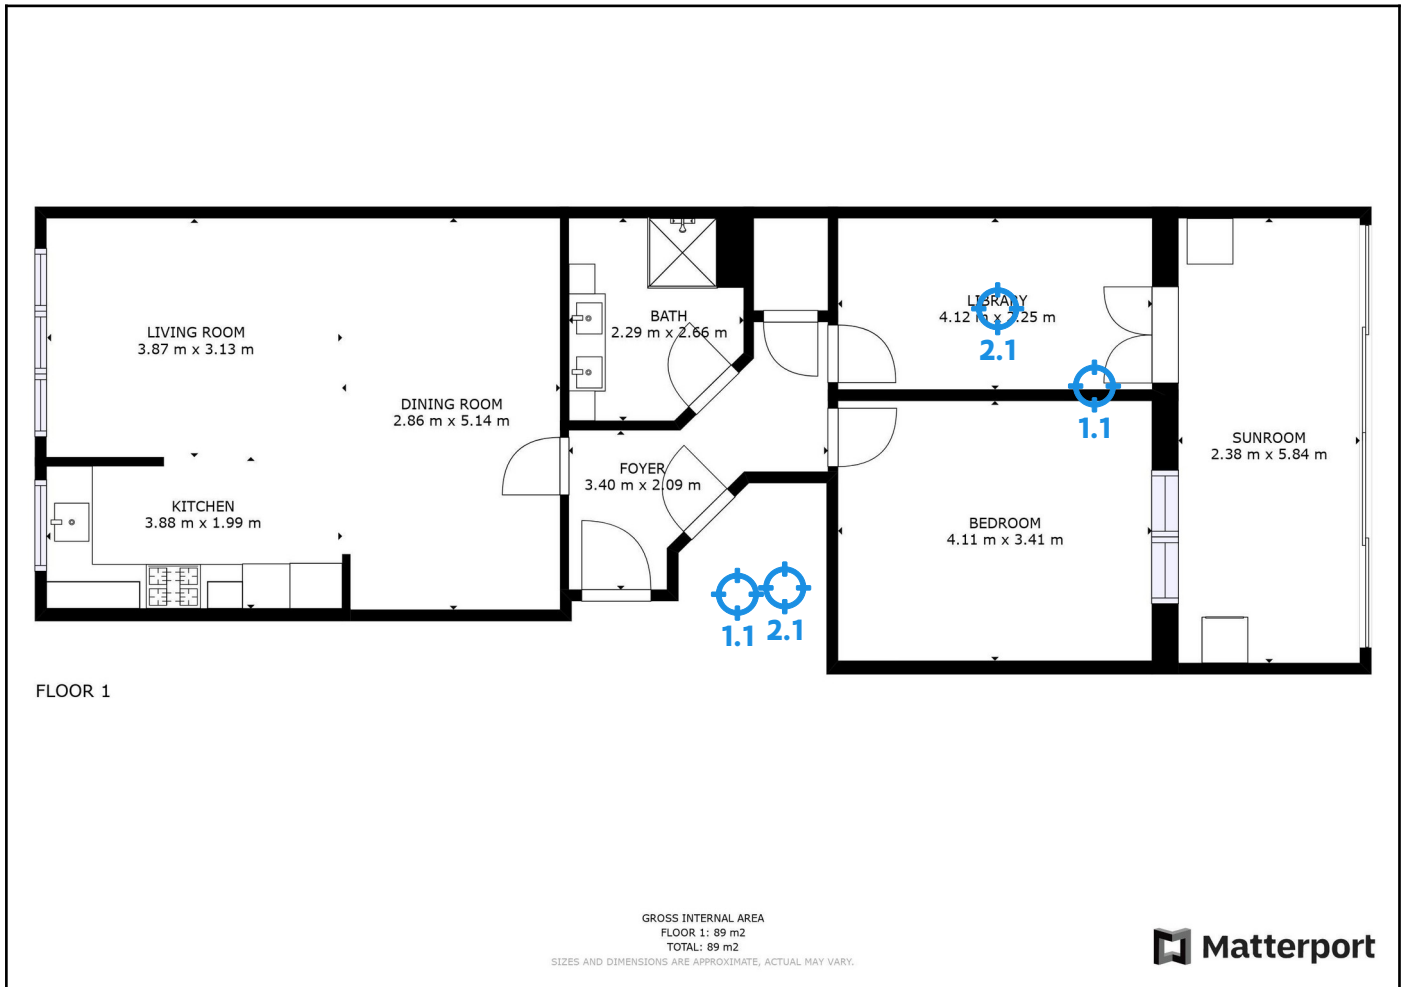 LIVING ROOM
3.87 m x 3.13 m
DINING ROOM
2.86 m x 5.14 m
KITCHEN
3.88 m x 1.99 m
BATH
2.29 m x 2.66 m
FOYER
3.40 m x 2.09 m
LIBRARY
4.12 m x 2.25 m
2.1
1.1
BEDROOM
4.11 m x 3.41 m
SUNROOM
2.38 m x 5.84 m
1.1
2.1
FLOOR 1
GROSS INTERNAL AREA
FLOOR 1: 89 m2
TOTAL: 89 m2
SIZES AND DIMENSIONS ARE APPROXIMATE, ACTUAL MAY VARY.
Matterport